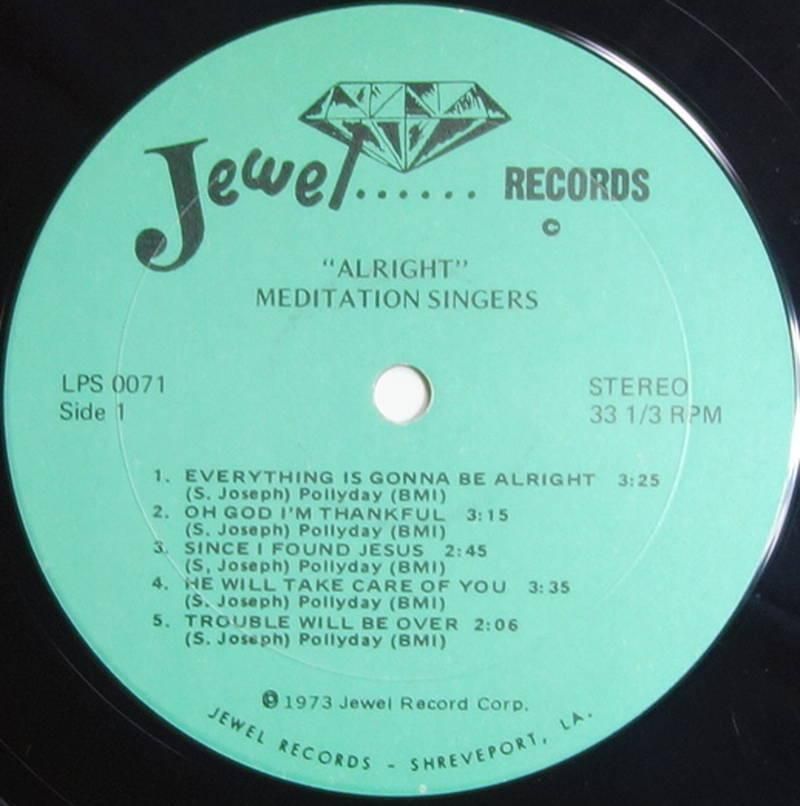 Jewel...... RECORDS
©
"ALRIGHT"
MEDITATION SINGERS
LPS 0071
Side 1
STEREO
33 1/3 RPM
1. EVERYTHING IS GONNA BE ALRIGHT 3:25
(S. Joseph) Pollyday (BMI)
2. OH GOD I'M THANKFUL 3:15
(S. Joseph) Pollyday (BMI)
3. SINCE I FOUND JESUS 2:45
(S, Joseph) Pollyday (BMI)
4. HE WILL TAKE CARE OF YOU 3:35
(S. Joseph) Pollyday (BMI)
5. TROUBLE WILL BE OVER 2:06
(S. Joseph) Pollyday (BMI)
℗ 1973 Jewel Record Corp.
JEWEL RECORDS - SHREVEPORT, LA.